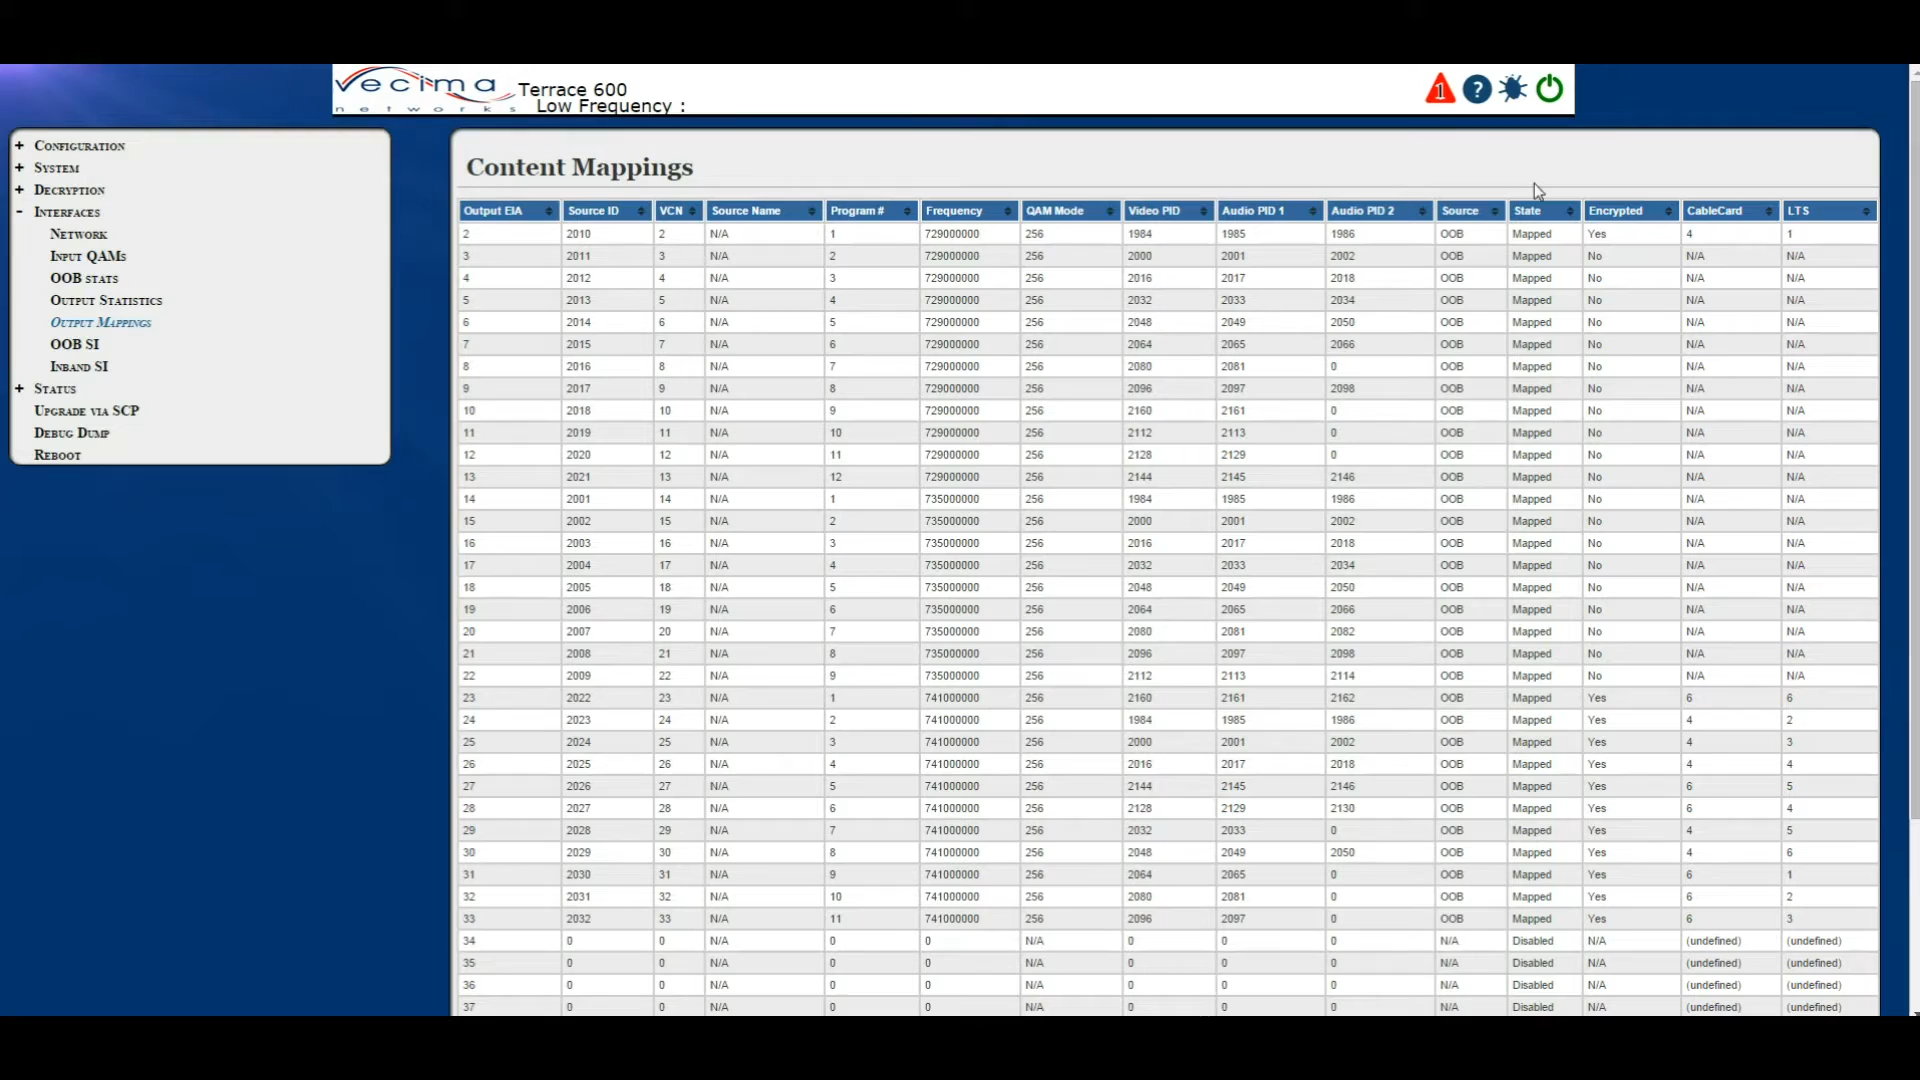 vecima
networks
Terrace 600
Low Frequency :
1
?
+ Configuration
+ System
+ Decryption
- Interfaces
Network
Input QAMs
OOB stats
Output Statistics
Output Mappings
OOB SI
Inband SI
+ Status
Upgrade via SCP
Debug Dump
Reboot
Content Mappings
Output EIA Source ID VCN Source Name Program # Frequency QAM Mode Video PID Audio PID 1 Audio PID 2 Source State Encrypted CableCard LTS
2 2010 2 N/A 1 729000000 256 1984 1985 1986 OOB Mapped Yes 4 1
3 2011 3 N/A 2 729000000 256 2000 2001 2002 OOB Mapped No N/A N/A
4 2012 4 N/A 3 729000000 256 2016 2017 2018 OOB Mapped No N/A N/A
5 2013 5 N/A 4 729000000 256 2032 2033 2034 OOB Mapped No N/A N/A
6 2014 6 N/A 5 729000000 256 2048 2049 2050 OOB Mapped No N/A N/A
7 2015 7 N/A 6 729000000 256 2064 2065 2066 OOB Mapped No N/A N/A
8 2016 8 N/A 7 729000000 256 2080 2081 0 OOB Mapped No N/A N/A
9 2017 9 N/A 8 729000000 256 2096 2097 2098 OOB Mapped No N/A N/A
10 2018 10 N/A 9 729000000 256 2160 2161 0 OOB Mapped No N/A N/A
11 2019 11 N/A 10 729000000 256 2112 2113 0 OOB Mapped No N/A N/A
12 2020 12 N/A 11 729000000 256 2128 2129 0 OOB Mapped No N/A N/A
13 2021 13 N/A 12 729000000 256 2144 2145 2146 OOB Mapped No N/A N/A
14 2001 14 N/A 1 735000000 256 1984 1985 1986 OOB Mapped No N/A N/A
15 2002 15 N/A 2 735000000 256 2000 2001 2002 OOB Mapped No N/A N/A
16 2003 16 N/A 3 735000000 256 2016 2017 2018 OOB Mapped No N/A N/A
17 2004 17 N/A 4 735000000 256 2032 2033 2034 OOB Mapped No N/A N/A
18 2005 18 N/A 5 735000000 256 2048 2049 2050 OOB Mapped No N/A N/A
19 2006 19 N/A 6 735000000 256 2064 2065 2066 OOB Mapped No N/A N/A
20 2007 20 N/A 7 735000000 256 2080 2081 2082 OOB Mapped No N/A N/A
21 2008 21 N/A 8 735000000 256 2096 2097 2098 OOB Mapped No N/A N/A
22 2009 22 N/A 9 735000000 256 2112 2113 2114 OOB Mapped No N/A N/A
23 2022 23 N/A 1 741000000 256 2160 2161 2162 OOB Mapped Yes 6 6
24 2023 24 N/A 2 741000000 256 1984 1985 1986 OOB Mapped Yes 4 2
25 2024 25 N/A 3 741000000 256 2000 2001 2002 OOB Mapped Yes 4 3
26 2025 26 N/A 4 741000000 256 2016 2017 2018 OOB Mapped Yes 4 4
27 2026 27 N/A 5 741000000 256 2144 2145 2146 OOB Mapped Yes 6 5
28 2027 28 N/A 6 741000000 256 2128 2129 2130 OOB Mapped Yes 6 4
29 2028 29 N/A 7 741000000 256 2032 2033 0 OOB Mapped Yes 4 5
30 2029 30 N/A 8 741000000 256 2048 2049 2050 OOB Mapped Yes 4 6
31 2030 31 N/A 9 741000000 256 2064 2065 0 OOB Mapped Yes 6 1
32 2031 32 N/A 10 741000000 256 2080 2081 0 OOB Mapped Yes 6 2
33 2032 33 N/A 11 741000000 256 2096 2097 0 OOB Mapped Yes 6 3
34 0 0 N/A 0 0 N/A 0 0 0 N/A Disabled N/A (undefined) (undefined)
35 0 0 N/A 0 0 N/A 0 0 0 N/A Disabled N/A (undefined) (undefined)
36 0 0 N/A 0 0 N/A 0 0 0 N/A Disabled N/A (undefined) (undefined)
37 0 0 N/A 0 0 N/A 0 0 0 N/A Disabled N/A (undefined) (undefined)